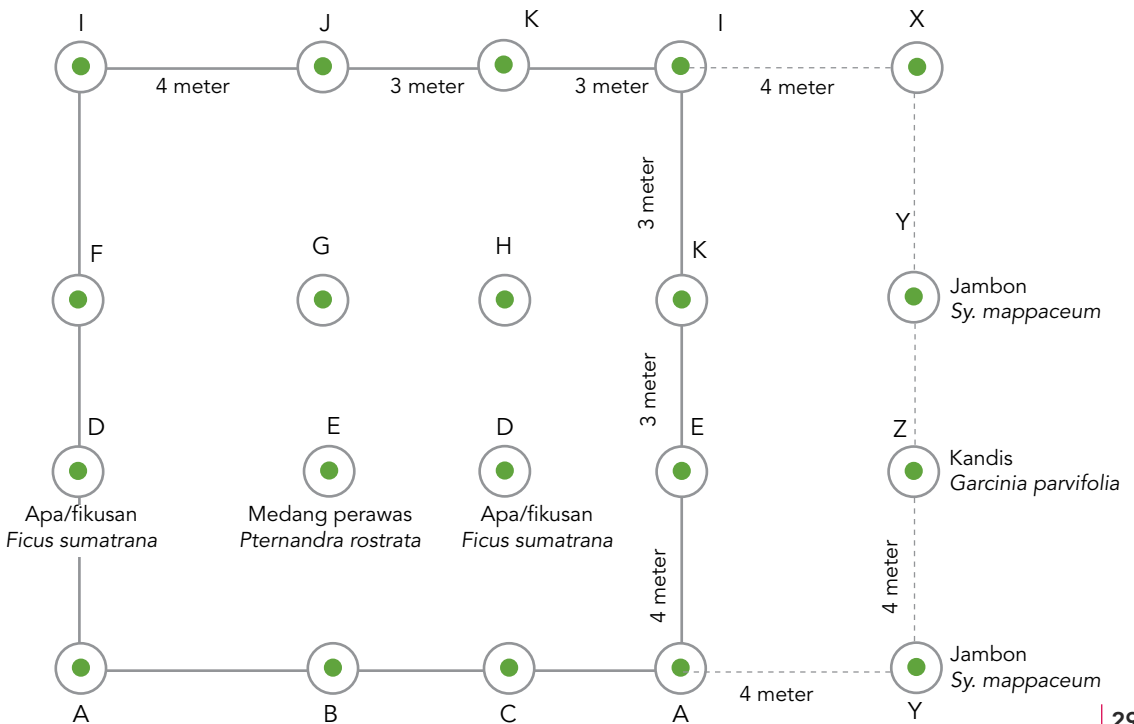 I
J
K
I
X
4 meter
3 meter
3 meter
4 meter
3 meter
F
G
H
K
Y
Jambon
Sy. mappaceum
3 meter
D
E
D
E
Z
Kandis
Garcinia parvifolia
Apa/fikusan
Ficus sumatrana
Medang perawas
Pternandra rostrata
Apa/fikusan
Ficus sumatrana
4 meter
4 meter
Jambon
Sy. mappaceum
4 meter
A
B
C
A
Y
29